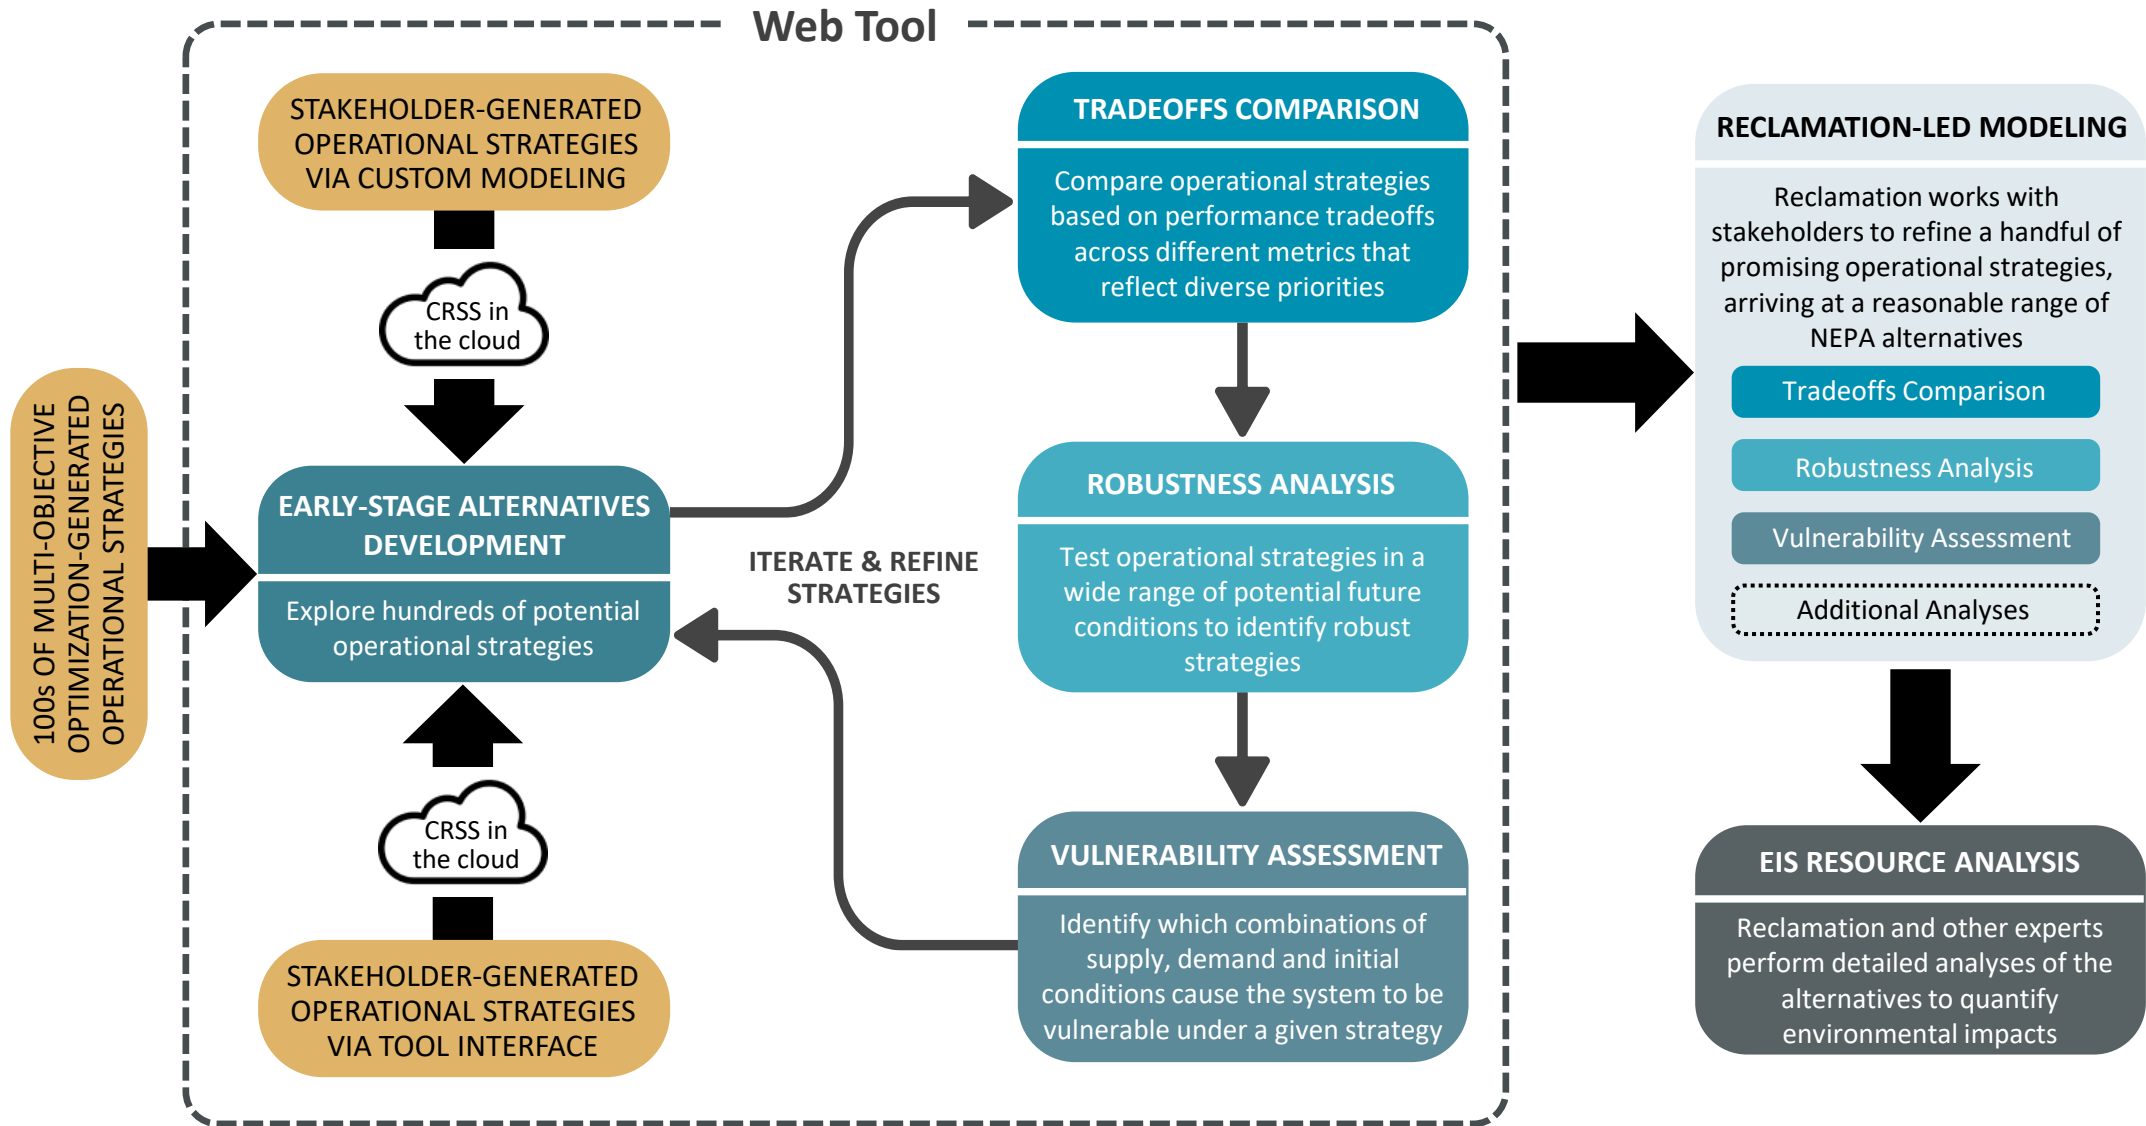 Web Tool
100s OF MULTI-OBJECTIVE
OPTIMIZATION-GENERATED
OPERATIONAL STRATEGIES
STAKEHOLDER-GENERATED
OPERATIONAL STRATEGIES
VIA CUSTOM MODELING
CRSS in
the cloud
EARLY-STAGE ALTERNATIVES
DEVELOPMENT
Explore hundreds of potential
operational strategies
CRSS in
the cloud
STAKEHOLDER-GENERATED
OPERATIONAL STRATEGIES
VIA TOOL INTERFACE
ITERATE & REFINE
STRATEGIES
TRADEOFFS COMPARISON
Compare operational strategies
based on performance tradeoffs
across different metrics that
reflect diverse priorities
ROBUSTNESS ANALYSIS
Test operational strategies in a
wide range of potential future
conditions to identify robust
strategies
VULNERABILITY ASSESSMENT
Identify which combinations of
supply, demand and initial
conditions cause the system to be
vulnerable under a given strategy
RECLAMATION-LED MODELING
Reclamation works with
stakeholders to refine a handful of
promising operational strategies,
arriving at a reasonable range of
NEPA alternatives
Tradeoffs Comparison
Robustness Analysis
Vulnerability Assessment
Additional Analyses
EIS RESOURCE ANALYSIS
Reclamation and other experts
perform detailed analyses of the
alternatives to quantify
environmental impacts